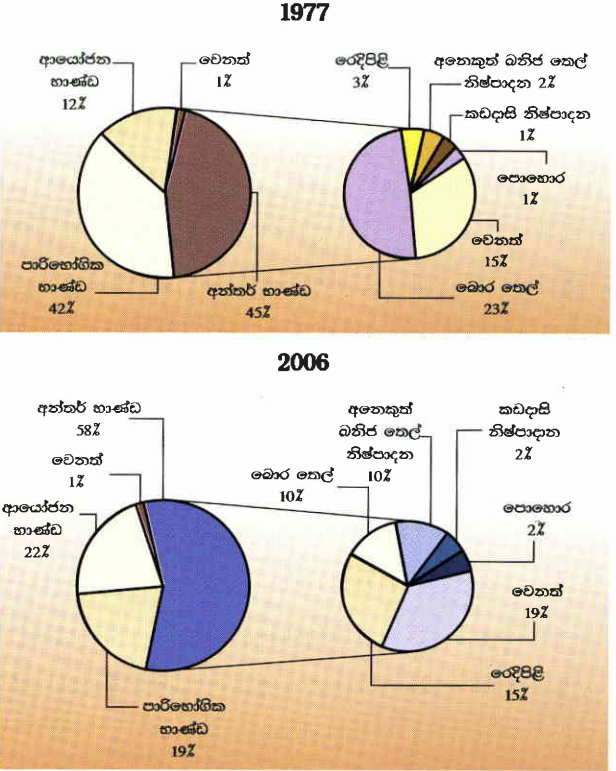 1977
ආයෝජන
භාණ්ඩ
12%
වෙනත්
1%
පාරිභෝගික
භාණ්ඩ
42%
අන්තර් භාණ්ඩ
45%
රෙදිපිළි
3%
අනෙකුත් ඛනිජ තෙල්
නිෂ්පාදන 2%
කඩදාසි නිෂ්පාදන
1%
පොහොර
1%
වෙනත්
15%
බොර තෙල්
23%
2006
අන්තර් භාණ්ඩ
58%
වෙනත්
1%
ආයෝජන
භාණ්ඩ
22%
පාරිභෝගික
භාණ්ඩ
19%
බොර තෙල්
10%
අනෙකුත්
ඛනිජ තෙල්
නිෂ්පාදන
10%
කඩදාසි
නිෂ්පාදාන
2%
පොහොර
2%
වෙනත්
19%
රෙදිපිළි
15%